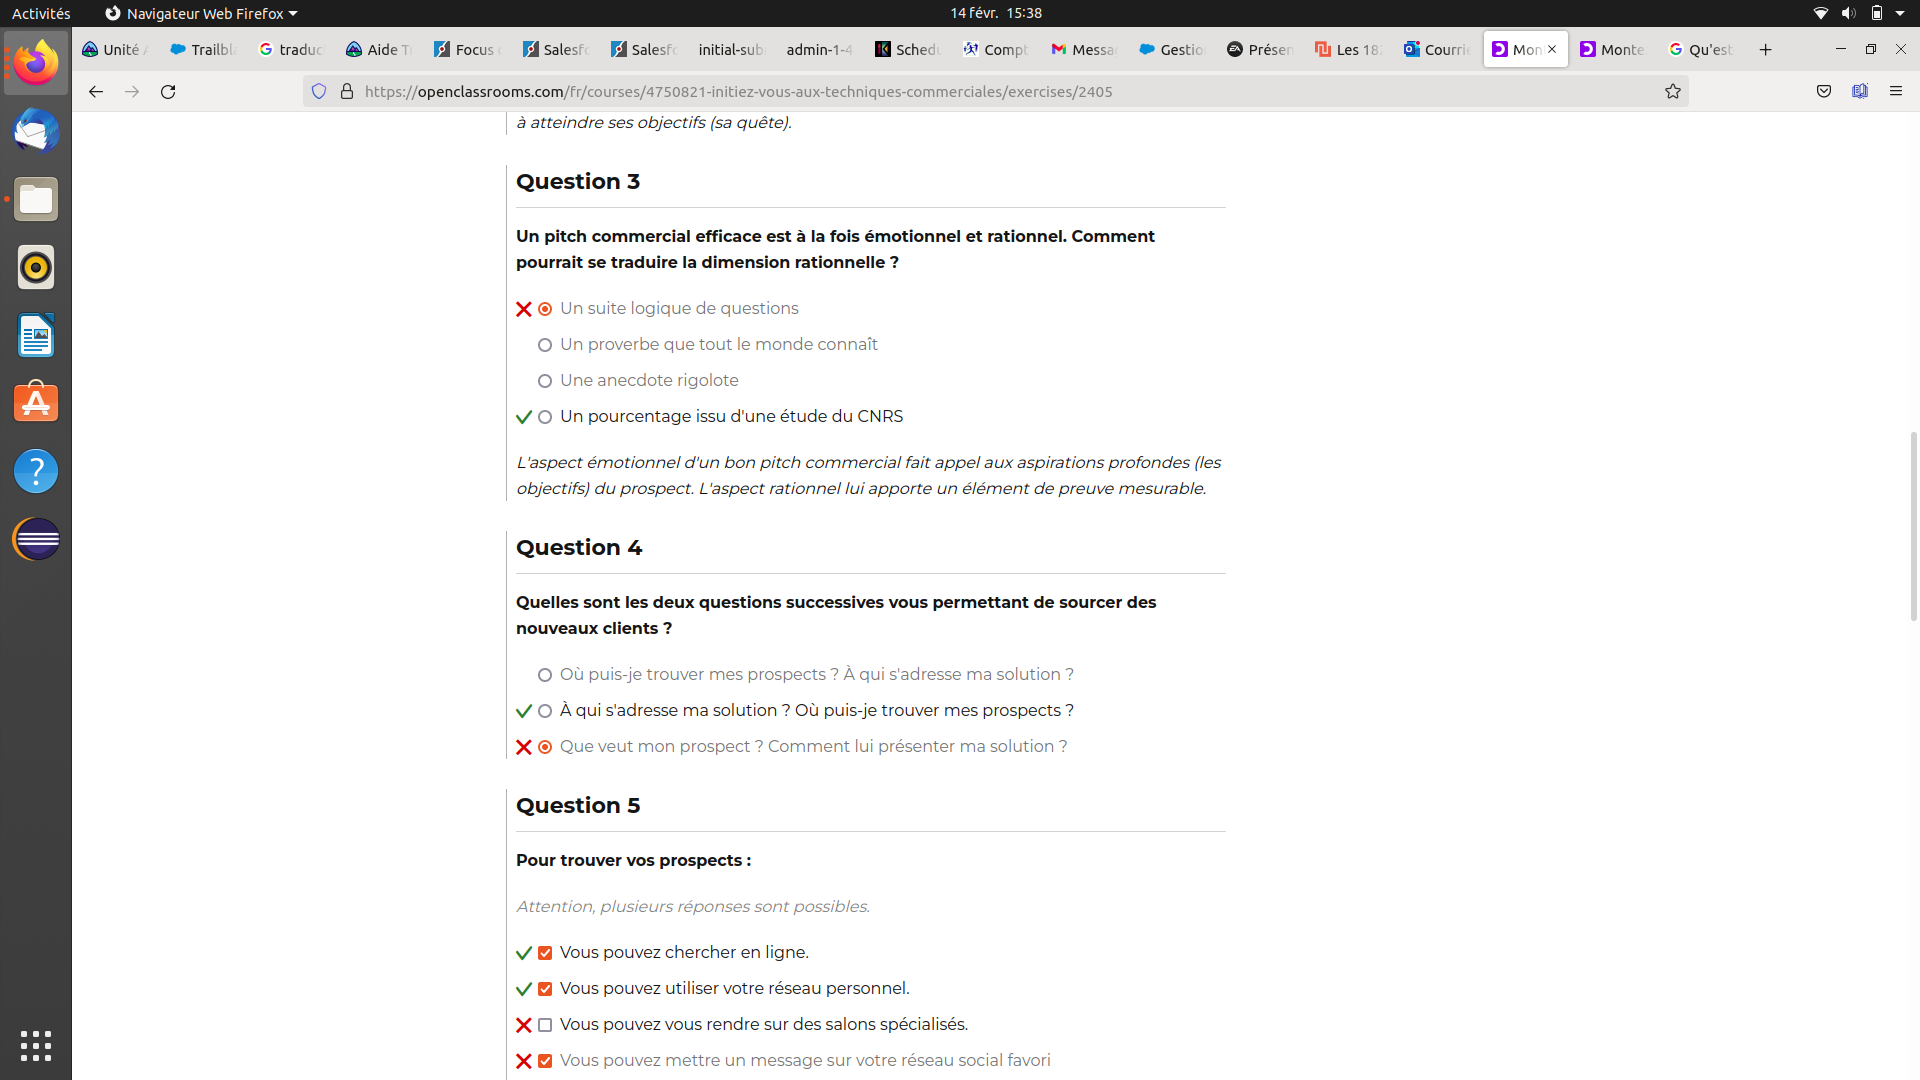 Activités
Navigateur Web Firefox
14 févr. 15:38
Unité
Trailbl
traduc
Aide T
Focus
Salesfo
Salesfo
initial-sub
admin-1-4
Sched
Compt
Messa
Gestio
Présen
Les 18
Courrie
Mon
Monte
Qu'est
https://openclassrooms.com/fr/courses/4750821-initiez-vous-aux-techniques-commerciales/exercises/2405
à atteindre ses objectifs (sa quête).
Question 3
Un pitch commercial efficace est à la fois émotionnel et rationnel. Comment
pourrait se traduire la dimension rationnelle ?
Un suite logique de questions
Un proverbe que tout le monde connaît
Une anecdote rigolote
Un pourcentage issu d'une étude du CNRS
L'aspect émotionnel d'un bon pitch commercial fait appel aux aspirations profondes (les
objectifs) du prospect. L'aspect rationnel lui apporte un élément de preuve mesurable.
Question 4
Quelles sont les deux questions successives vous permettant de sourcer des
nouveaux clients ?
Où puis-je trouver mes prospects ? À qui s'adresse ma solution ?
À qui s'adresse ma solution ? Où puis-je trouver mes prospects ?
Que veut mon prospect ? Comment lui présenter ma solution ?
Question 5
Pour trouver vos prospects :
Attention, plusieurs réponses sont possibles.
Vous pouvez chercher en ligne.
Vous pouvez utiliser votre réseau personnel.
Vous pouvez vous rendre sur des salons spécialisés.
Vous pouvez mettre un message sur votre réseau social favori